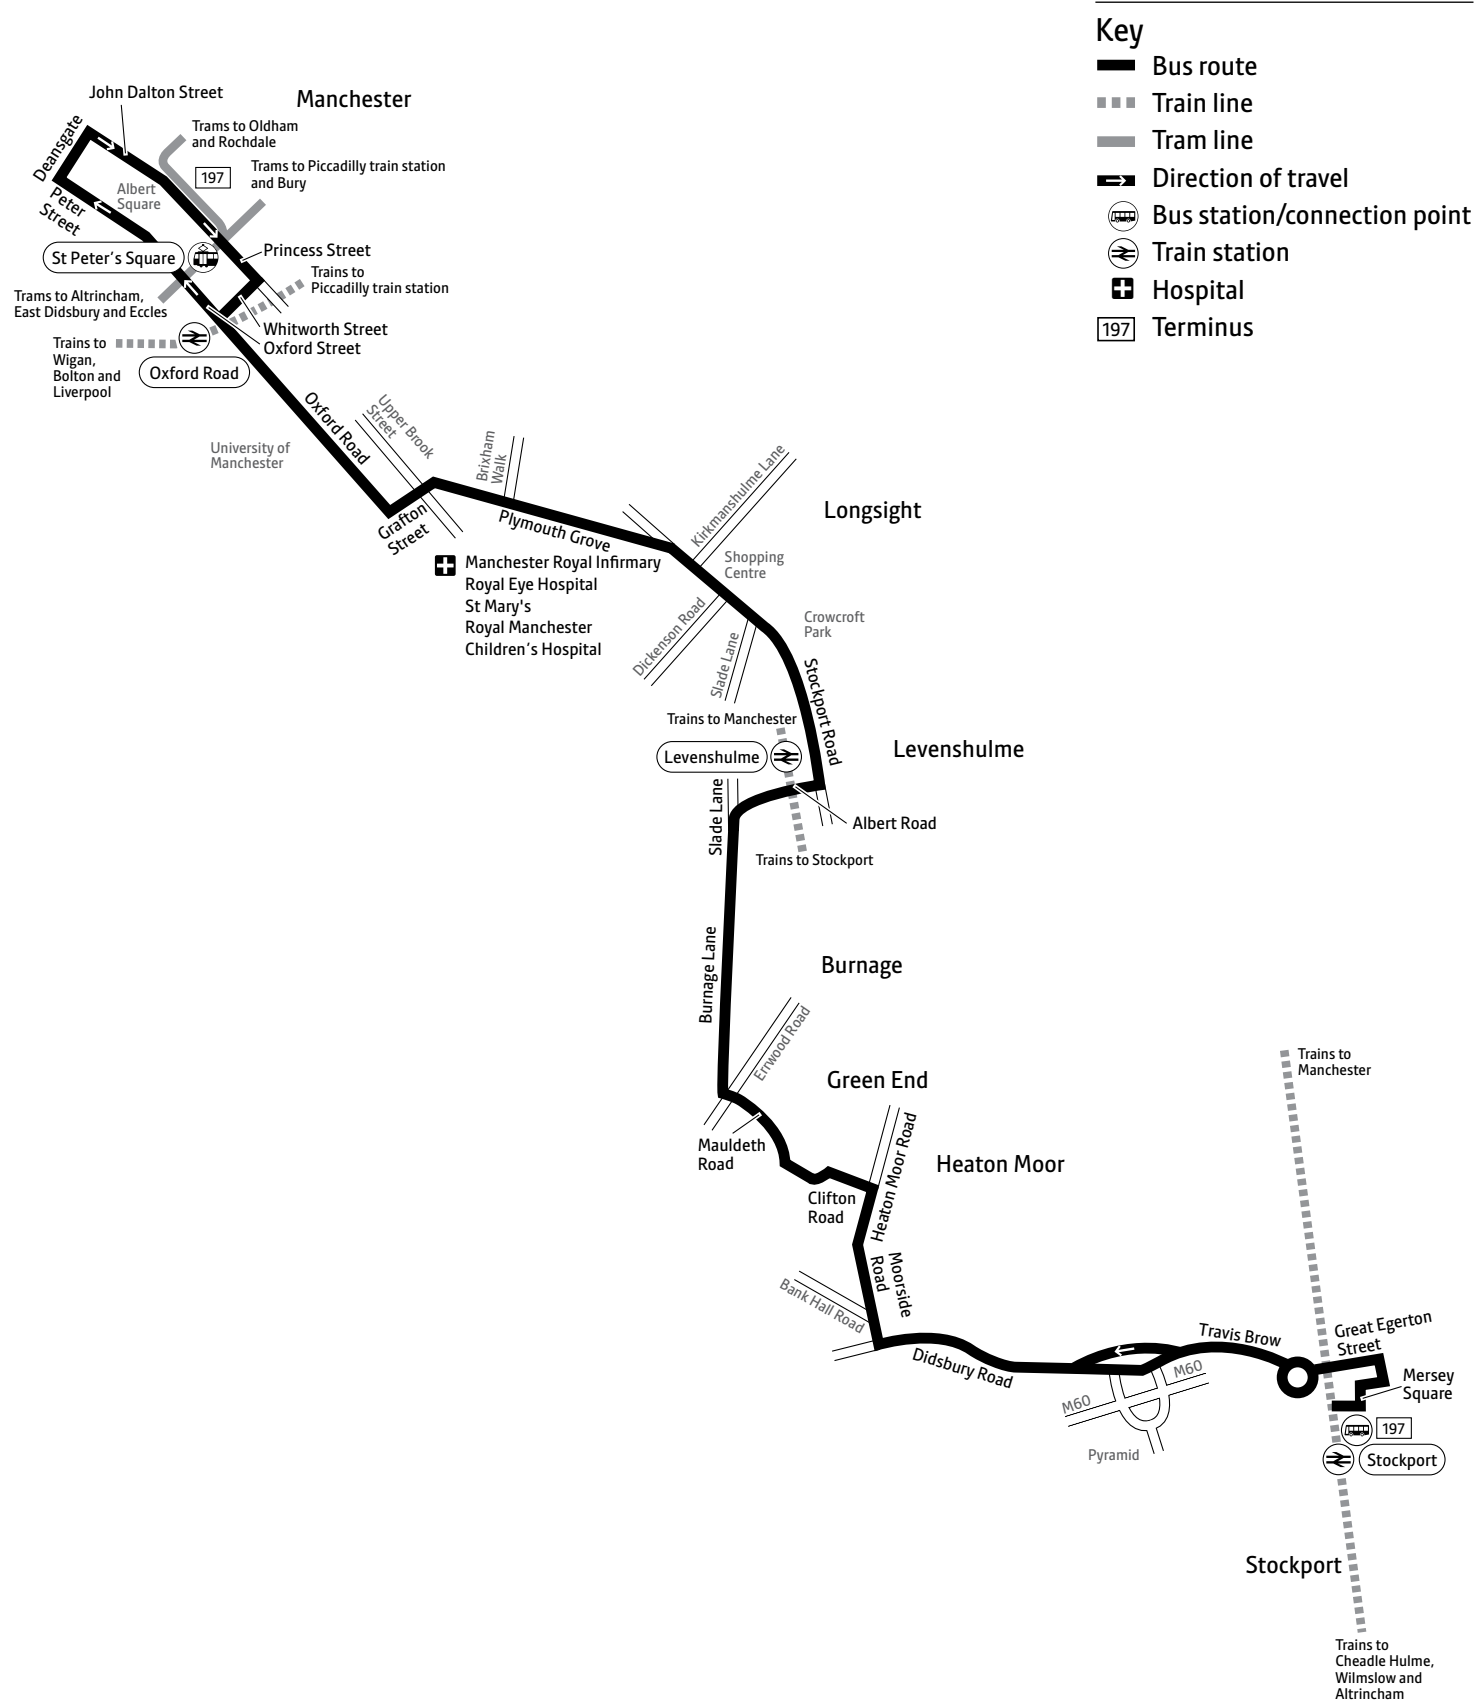 Key
Bus route
Train line
Tram line
Direction of travel
Bus station/connection point
Train station
Hospital
197
Terminus
John Dalton Street
Manchester
Deansgate
Trams to Oldham
and Rochdale
197
Trams to Piccadilly train station
and Bury
Albert
Square
Peter
Street
St Peter's Square
Princess Street
Trains to
Piccadilly train station
Trams to Altrincham,
East Didsbury and Eccles
Whitworth Street
Oxford Street
Trains to
Wigan,
Bolton and
Liverpool
Oxford Road
Oxford Road
Upper Brook
Street
University of
Manchester
Brixham
Walk
Kirkmanshulme Lane
Longsight
Grafton
Street
Plymouth Grove
Manchester Royal Infirmary
Royal Eye Hospital
St Mary's
Royal Manchester
Children's Hospital
Shopping
Centre
Dickenson Road
Slade Lane
Crowcroft
Park
Stockport Road
Trains to Manchester
Levenshulme
Levenshulme
Slade Lane
Albert Road
Trains to Stockport
Burnage Lane
Burnage
Errwood Road
Green End
Mauldeth
Road
Heaton Moor Road
Heaton Moor
Clifton
Road
Moorside
Road
Bank Hall Road
Didsbury Road
Travis Brow
M60
M60
Pyramid
Trains to
Manchester
Great Egerton
Street
Mersey
Square
197
Stockport
Stockport
Trains to
Cheadle Hulme,
Wilmslow and
Altrincham